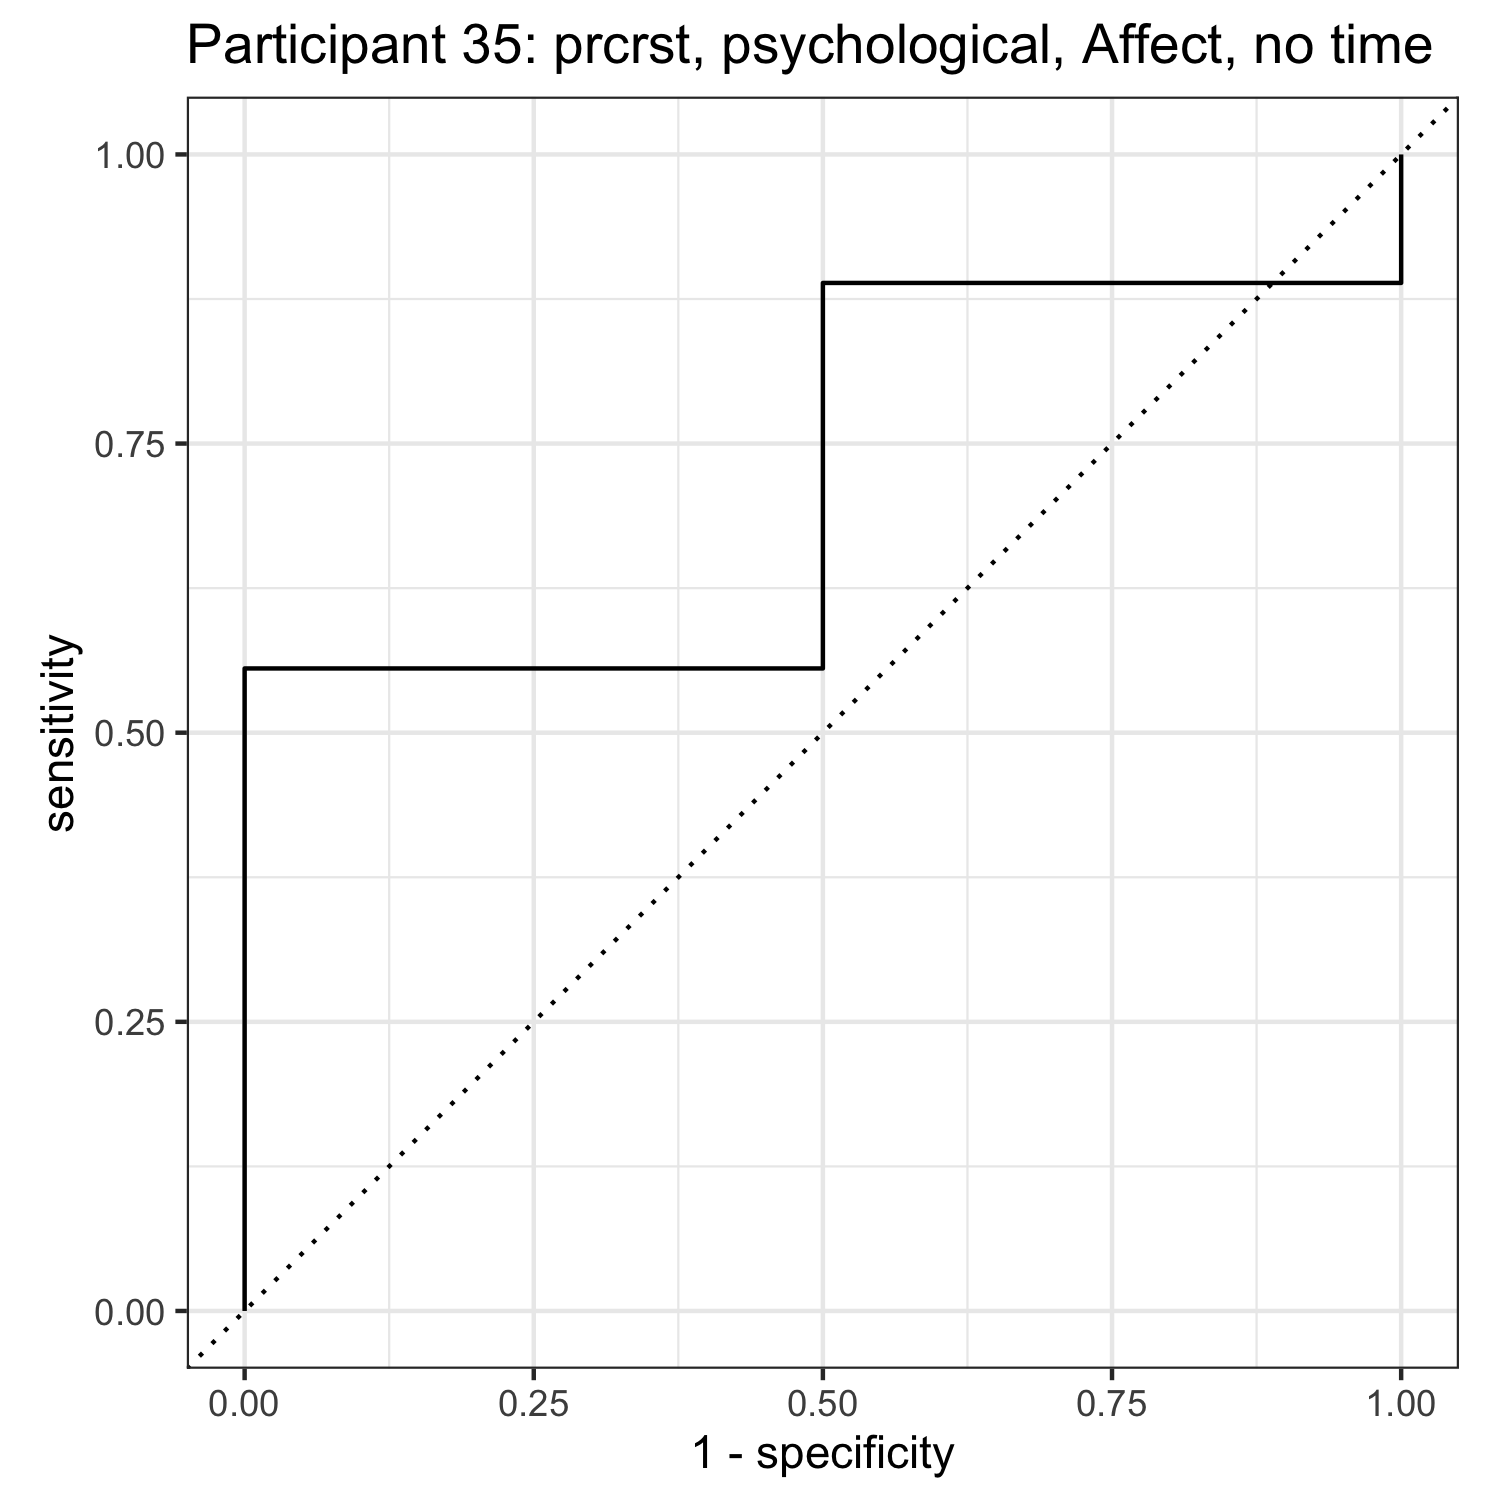 Participant 35: prcrst, psychological, Affect, no time
1.00
0.75
0.50
0.25
0.00
sensitivity
0.00 0.25 0.50 0.75 1.00
1 - specificity